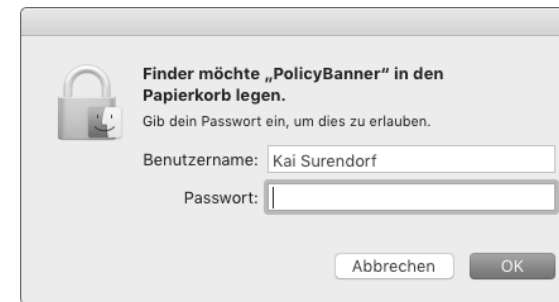 Finder möchte „PolicyBanner“ in den
Papierkorb legen.
Gib dein Passwort ein, um dies zu erlauben.
Benutzername: Kai Surendorf
Passwort:
Abbrechen OK